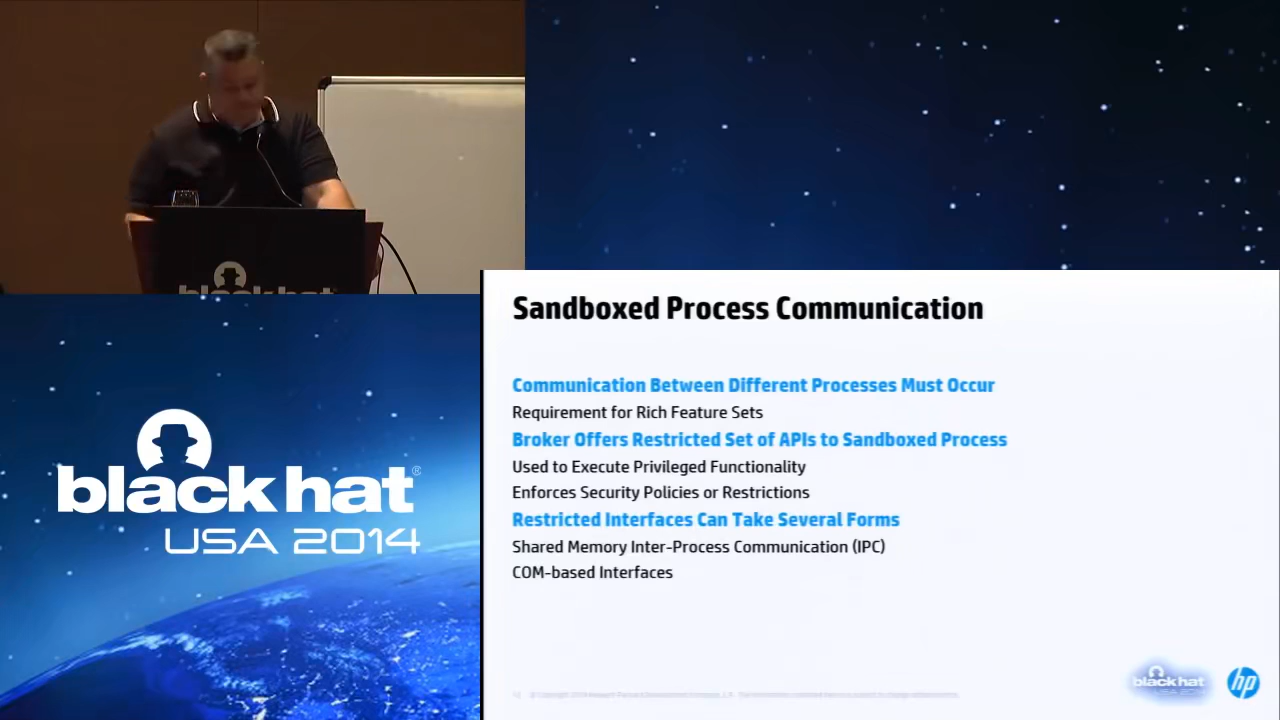 black hat
Sandboxed Process Communication
Communication Between Different Processes Must Occur
Requirement for Rich Feature Sets
Broker Offers Restricted Set of APIs to Sandboxed Process
Used to Execute Privileged Functionality
Enforces Security Policies or Restrictions
Restricted Interfaces Can Take Several Forms
Shared Memory Inter-Process Communication (IPC)
COM-based Interfaces
black hat®
USA 2014
black hat
hp